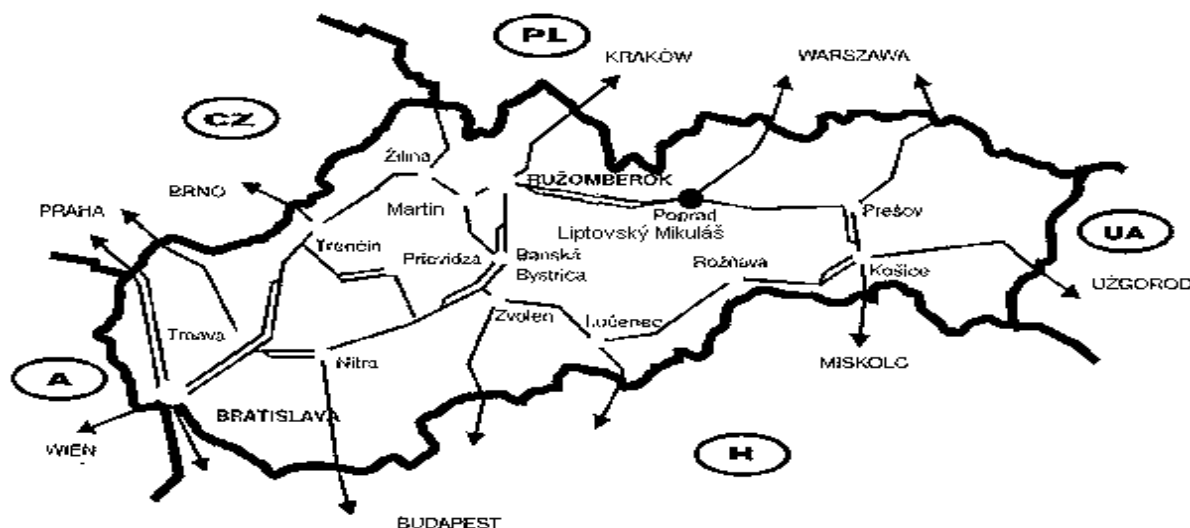 PL
KRAKÓW
WARSZAWA
CZ
Žilina
BRNO
RUŽOMBEROK
PRAHA
Martin
Poprad
Prešov
Liptovský Mikuláš
UA
Trenčín
Prievidza
Banská
Bystrica
Rožňava
Košice
UŽGOROD
Zvolen
Lučenec
Trnava
Nitra
MISKOLC
A
BRATISLAVA
WIEN
H
BUDAPEST